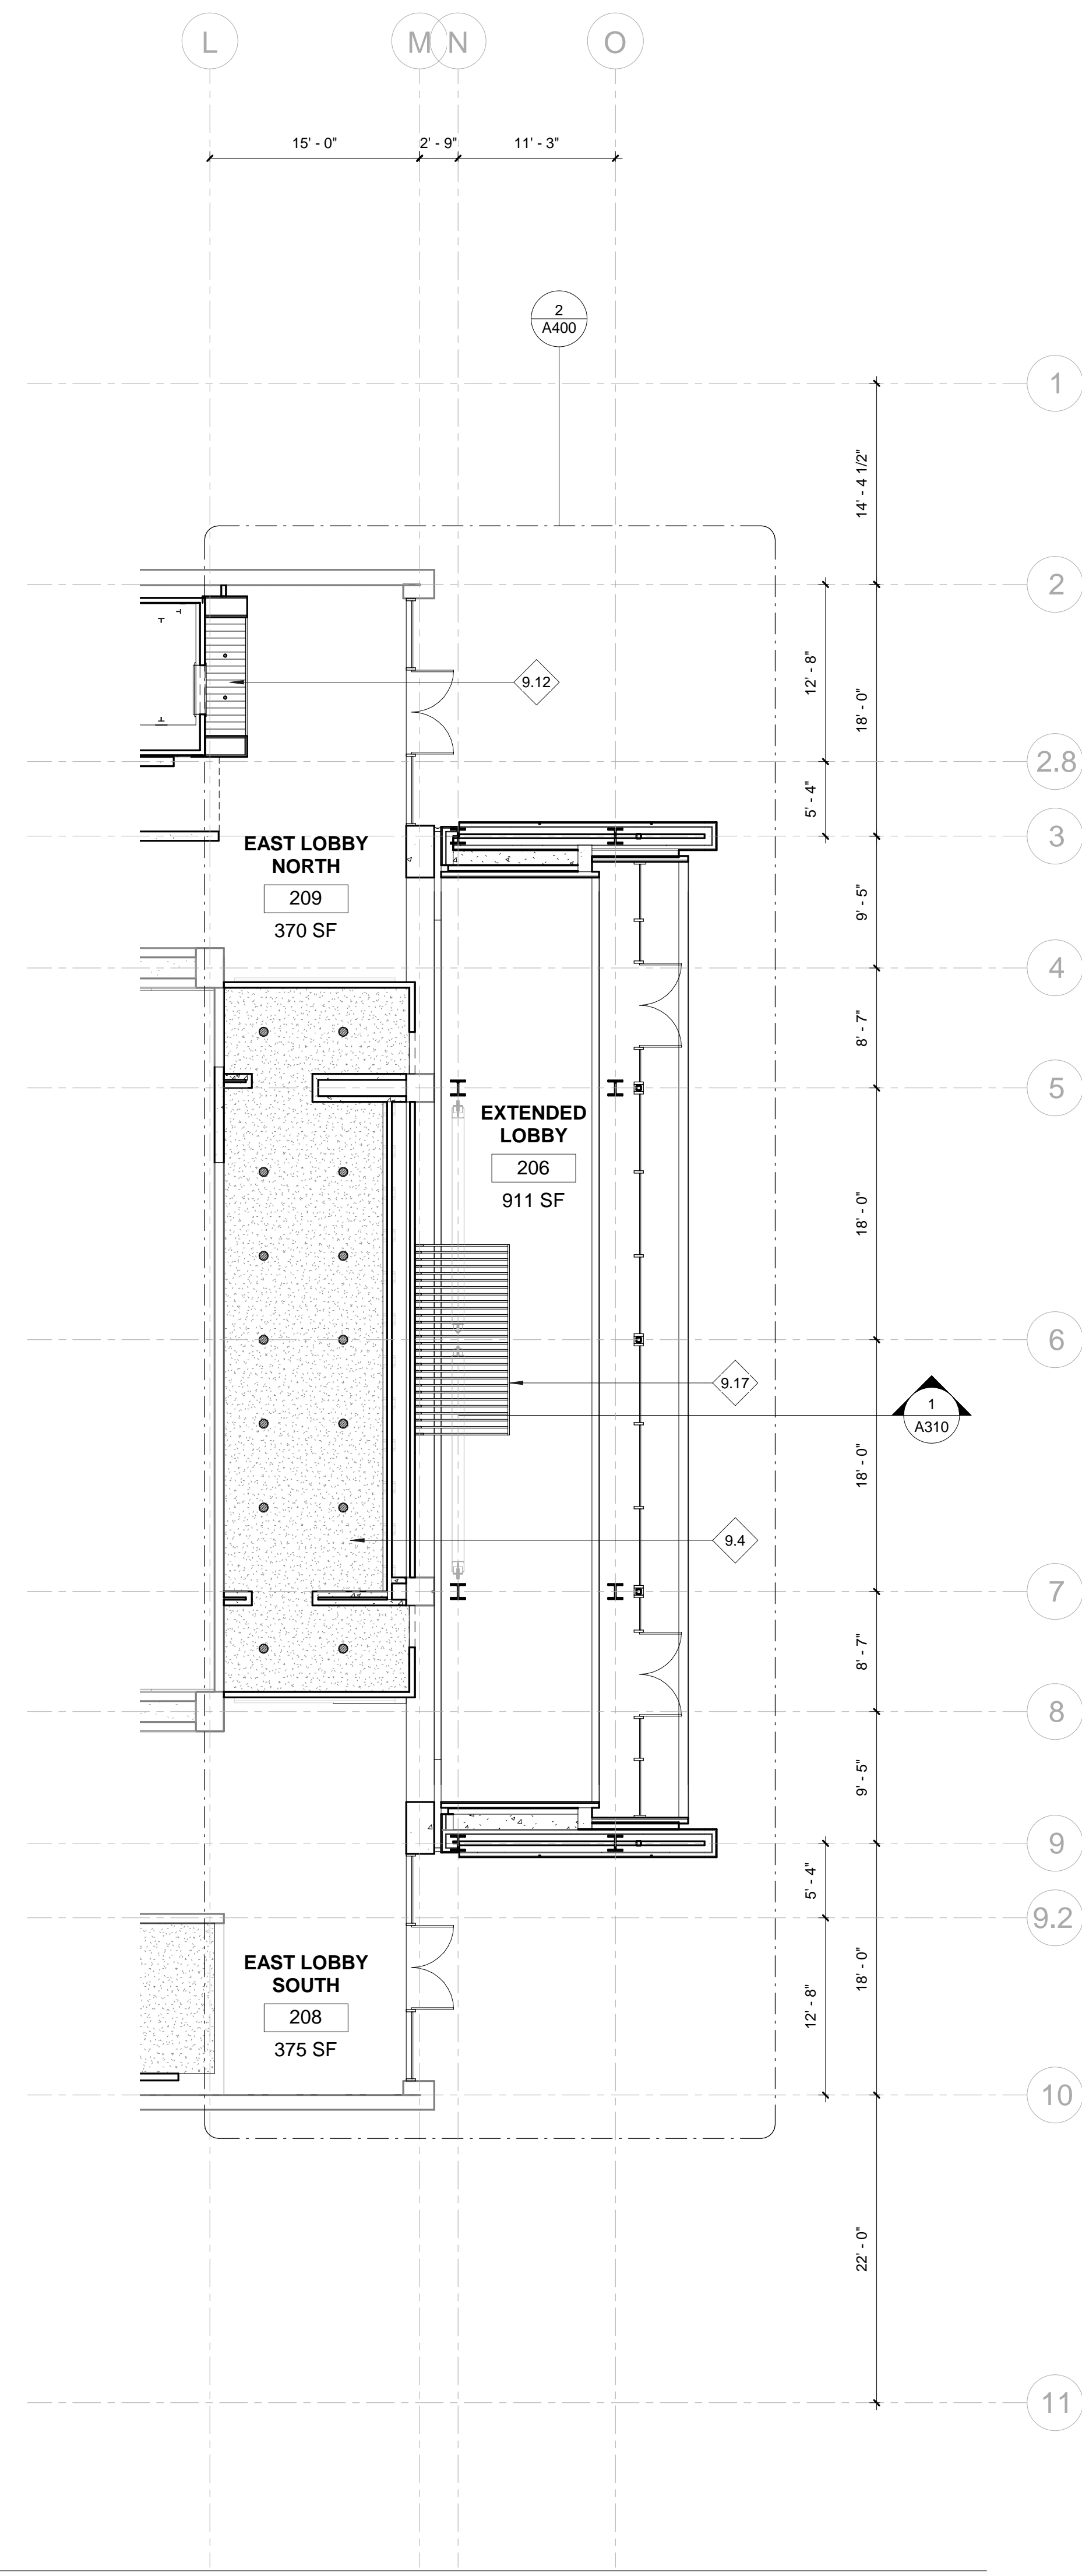 L
M
N
O
15' - 0"
2' - 9"
11' - 3"
2
A400
1
14' - 4 1/2"
2
12' - 8"
18' - 0"
9.12
2.8
5' - 4"
3
EAST LOBBY
NORTH
209
370 SF
9' - 5"
4
8' - 7"
5
EXTENDED
LOBBY
206
911 SF
18' - 0"
6
9.17
1
A310
18' - 0"
9.4
7
8' - 7"
8
9' - 5"
9
5' - 4"
9.2
EAST LOBBY
SOUTH
208
375 SF
18' - 0"
12' - 8"
10
22' - 0"
11